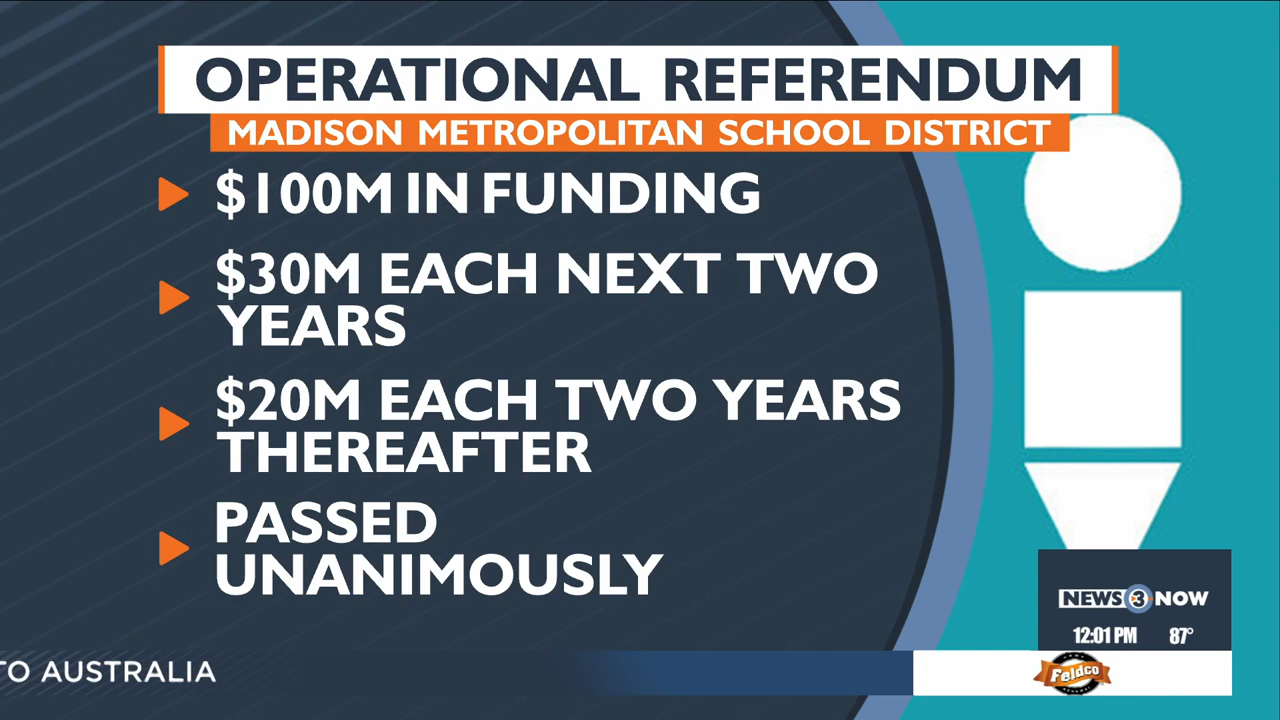 OPERATIONAL REFERENDUM
MADISON METROPOLITAN SCHOOL DISTRICT
$100M IN FUNDING
$30M EACH NEXT TWO
YEARS
$20M EACH TWO YEARS
THEREAFTER
PASSED
UNANIMOUSLY
NEWS 3 NOW
12:01 PM 87°
TO AUSTRALIA
Feldco